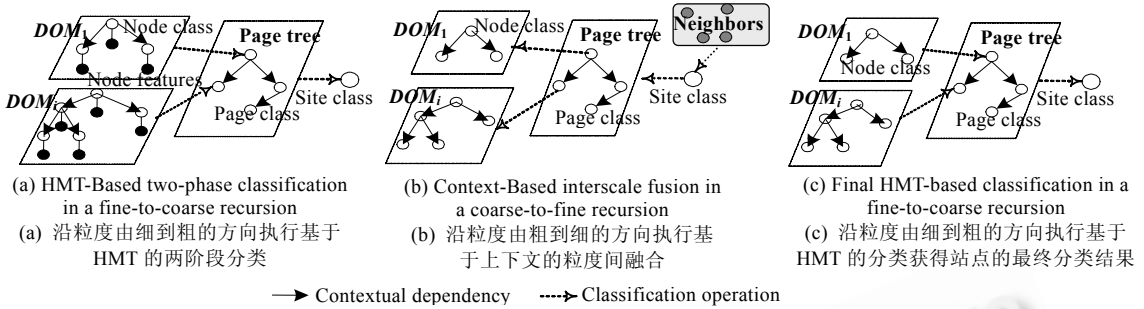 DOM1
Node class
Page tree
Node features
DOMi
Page class
Site class
(a) HMT-Based two-phase classification
in a fine-to-coarse recursion
(a) 沿粒度由细到粗的方向执行基于
HMT 的两阶段分类
DOM1
Node class
Page tree
Neighbors
DOMi
Page class
Site class
(b) Context-Based interscale fusion in
a coarse-to-fine recursion
(b) 沿粒度由粗到细的方向执行基
于上下文的粒度间融合
DOM1
Node class
Page tree
DOMi
Page class
Site class
(c) Final HMT-based classification in a
fine-to-coarse recursion
(c) 沿粒度由细到粗的方向执行基于
HMT 的分类获得站点的最终分类结果
Contextual dependency
Classification operation